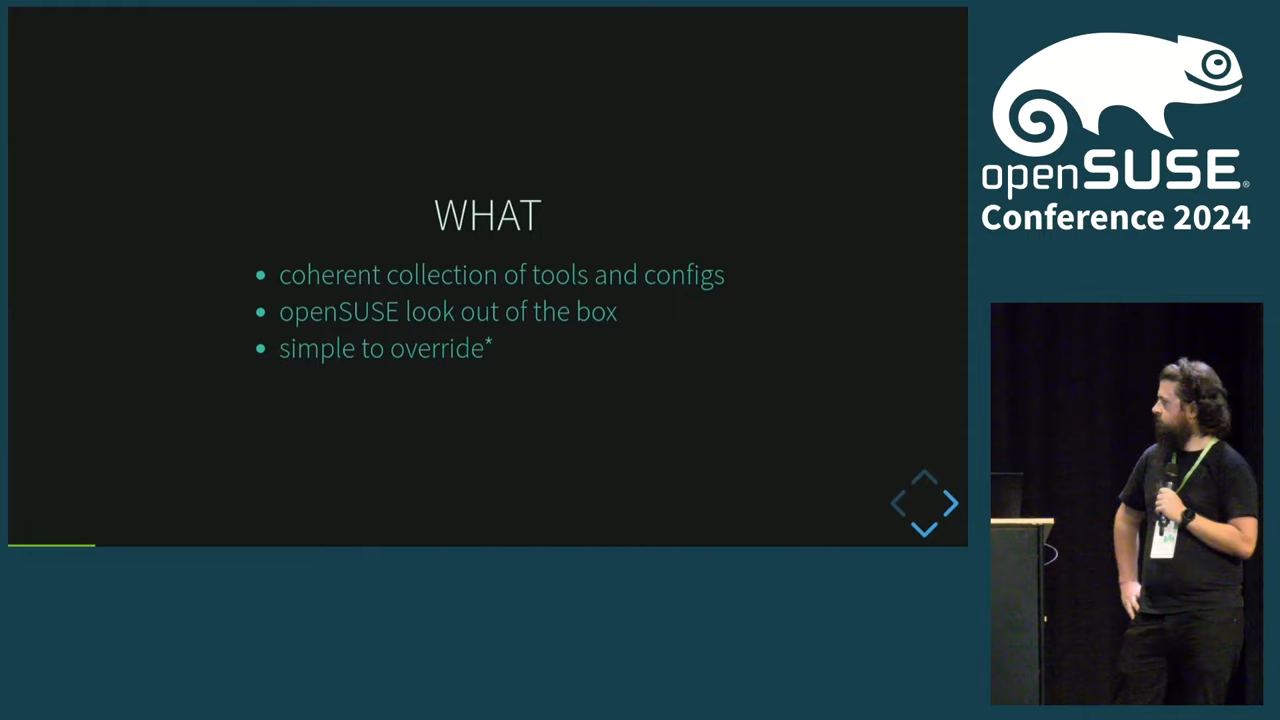 WHAT
coherent collection of tools and configs
openSUSE look out of the box
simple to override*
openSUSE®
Conference 2024